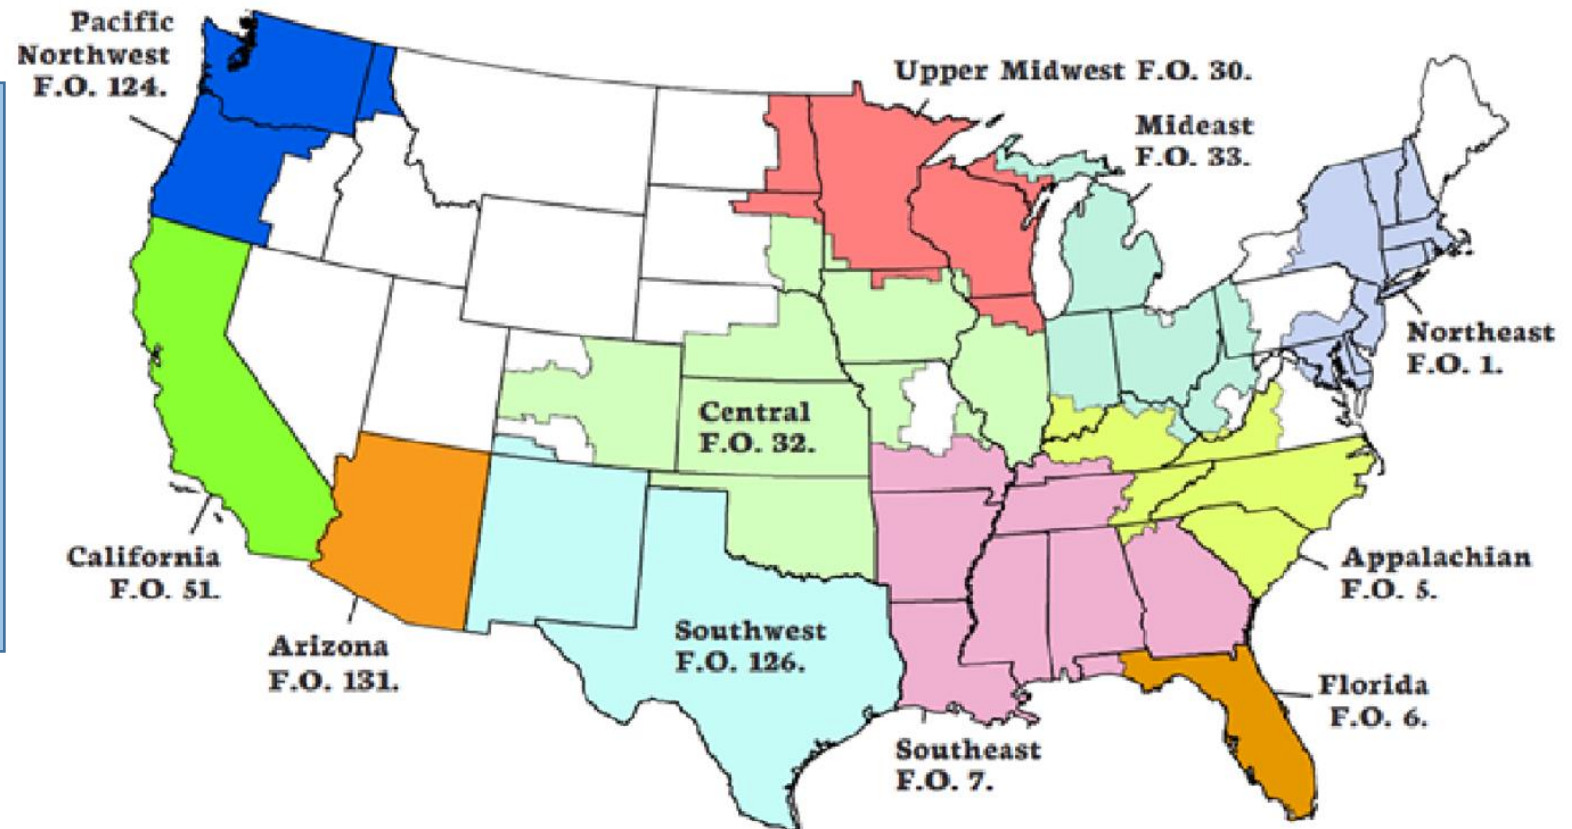 Pacific
Northwest
F.O. 124.
Upper Midwest F.O. 30.
Mideast
F.O. 33.
Northeast
F.O. 1.
Central
F.O. 32.
California
F.O. 51.
Arizona
F.O. 131.
Southwest
F.O. 126.
Appalachian
F.O. 5.
Florida
F.O. 6.
Southeast
F.O. 7.